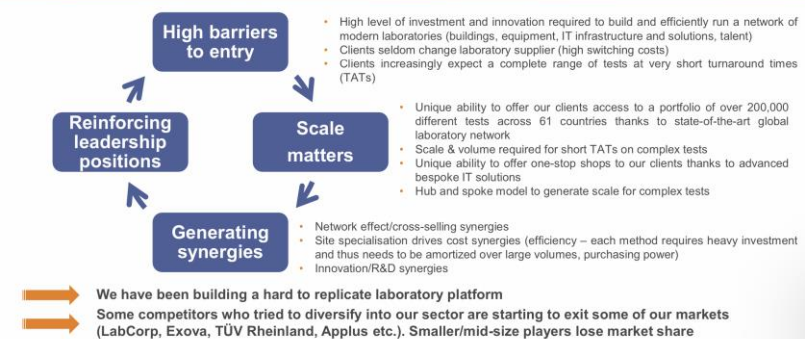 High barriers
to entry
• High level of investment and innovation required to build and efficiently run a network of
modern laboratories (buildings, equipment, IT infrastructure and solutions, talent)
• Clients seldom change laboratory supplier (high switching costs)
• Clients increasingly expect a complete range of tests at very short turnaround times
(TATs)
Reinforcing
leadership
positions
Scale
matters
• Unique ability to offer our clients access to a portfolio of over 200,000
different tests across 61 countries thanks to state-of-the-art global
laboratory network
• Scale & volume required for short TATs on complex tests
• Unique ability to offer one-stop shops to our clients thanks to advanced
bespoke IT solutions
• Hub and spoke model to generate scale for complex tests
Generating
synergies
• Network effect/cross-selling synergies
• Site specialisation drives cost synergies (efficiency – each method requires heavy investment
and thus needs to be amortized over large volumes, purchasing power)
• Innovation/R&D synergies
We have been building a hard to replicate laboratory platform
Some competitors who tried to diversify into our sector are starting to exit some of our markets
(LabCorp, Exova, TÜV Rheinland, Applus etc.). Smaller/mid-size players lose market share